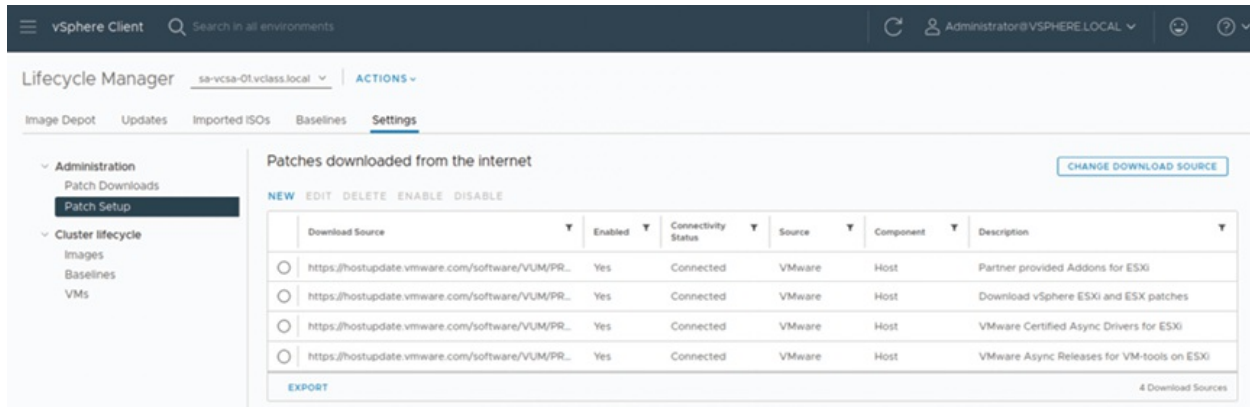 vSphere Client Search in all environments Administrator@VSPHERE.LOCAL
Lifecycle Manager sa-vcsa-01.vclass.local ACTIONS
Image Depot Updates Imported ISOs Baselines Settings
Administration
Patch Downloads
Patch Setup
Cluster lifecycle
Images
Baselines
VMs
Patches downloaded from the internet CHANGE DOWNLOAD SOURCE
NEW EDIT DELETE ENABLE DISABLE
Download Source Enabled Connectivity Status Source Component Description
https://hostupdate.vmware.com/software/VUM/PR... Yes Connected VMware Host Partner provided Addons for ESXi
https://hostupdate.vmware.com/software/VUM/PR... Yes Connected VMware Host Download vSphere ESXi and ESX patches
https://hostupdate.vmware.com/software/VUM/PR... Yes Connected VMware Host VMware Certified Async Drivers for ESXi
https://hostupdate.vmware.com/software/VUM/PR... Yes Connected VMware Host VMware Async Releases for VM-tools on ESXi
EXPORT 4 Download Sources